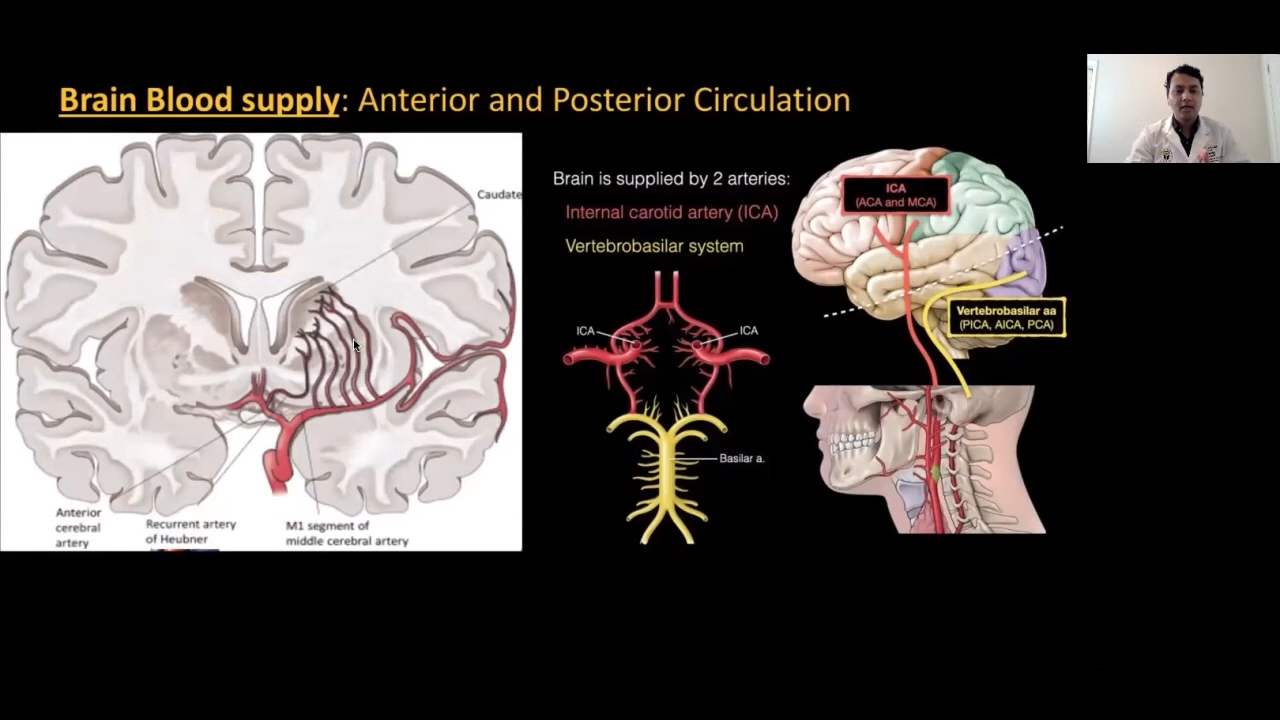 Brain Blood supply: Anterior and Posterior Circulation
Caudate
Anterior
cerebral
artery
Recurrent artery
of Heubner
M1 segment of
middle cerebral artery
Brain is supplied by 2 arteries:
Internal carotid artery (ICA)
Vertebrobasilar system
ICA
ICA
Basilar a.
ICA
(ACA and MCA)
Vertebrobasilar aa
(PICA, AICA, PCA)